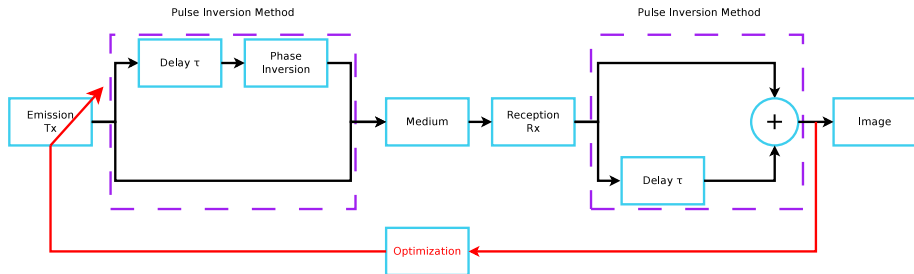 Pulse Inversion Method
Pulse Inversion Method
Delay τ
Phase
Inversion
Emission
Tx
Medium
Reception
Rx
+
Image
Delay τ
Optimization